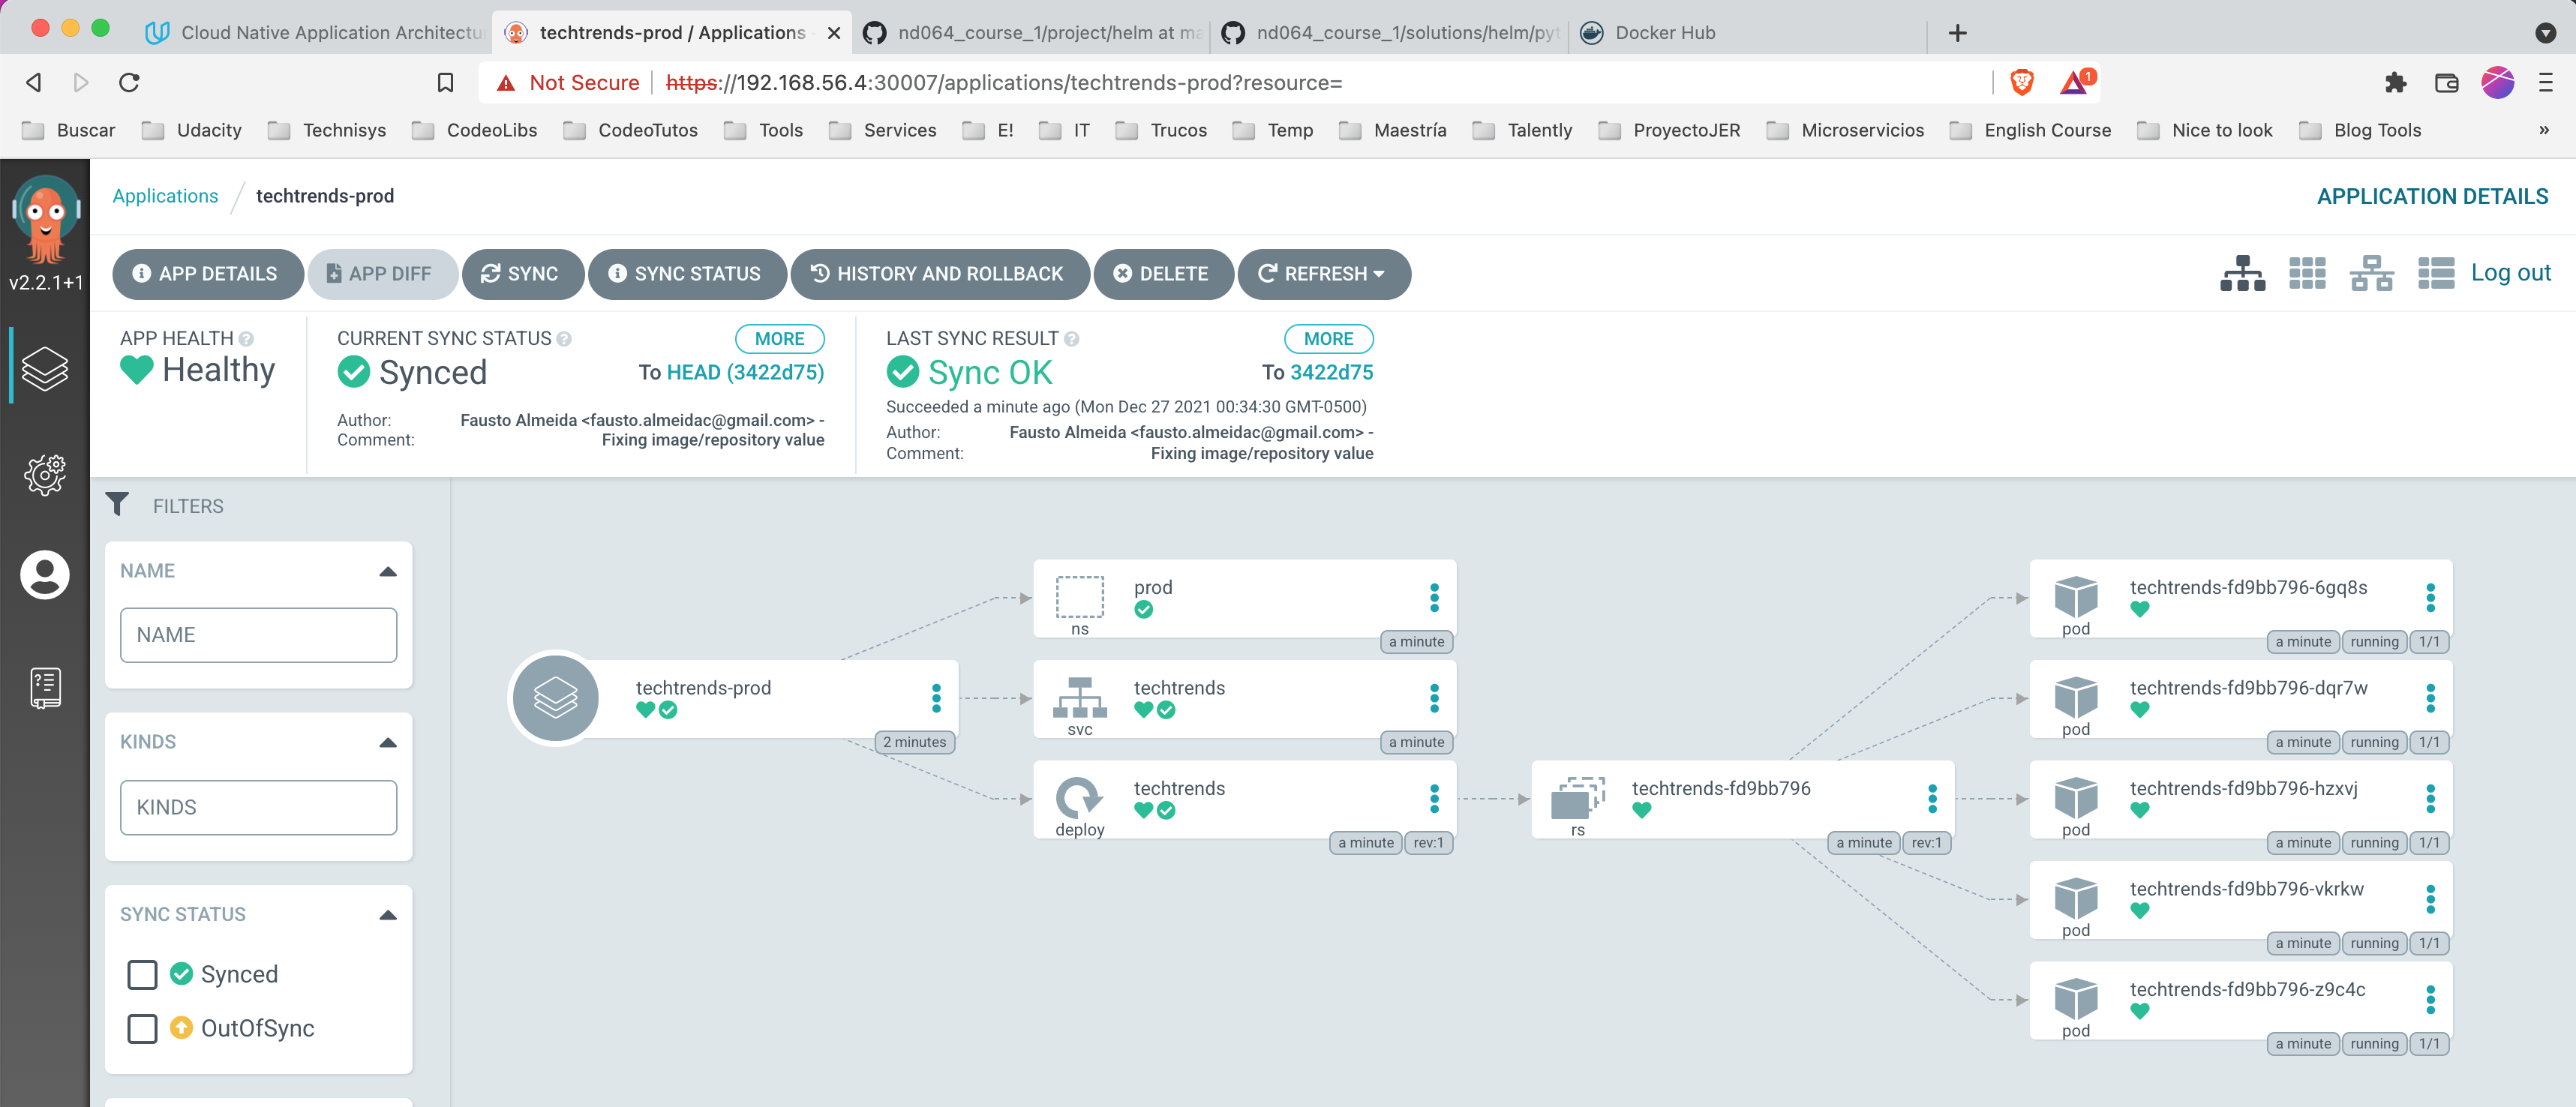 Cloud Native Application Architectu
techtrends-prod / Applications
nd064_course_1/project/helm at ma
nd064_course_1/solutions/helm/pyt
Docker Hub
Not Secure
https://192.168.56.4:30007/applications/techtrends-prod?resource=
1
Buscar
Udacity
Technisys
CodeoLibs
CodeoTutos
Tools
Services
E!
IT
Trucos
Temp
Maestría
Talently
ProyectoJER
Microservicios
English Course
Nice to look
Blog Tools
»
v2.2.1+1
Applications / techtrends-prod
APPLICATION DETAILS
APP DETAILS
APP DIFF
SYNC
SYNC STATUS
HISTORY AND ROLLBACK
DELETE
REFRESH
Log out
APP HEALTH
Healthy
CURRENT SYNC STATUS
MORE
Synced
To HEAD (3422d75)
Author: Fausto Almeida <fausto.almeidac@gmail.com> -
Comment: Fixing image/repository value
LAST SYNC RESULT
MORE
Sync OK
To 3422d75
Succeeded a minute ago (Mon Dec 27 2021 00:34:30 GMT-0500)
Author: Fausto Almeida <fausto.almeidac@gmail.com> -
Comment: Fixing image/repository value
FILTERS
NAME
NAME
KINDS
KINDS
SYNC STATUS
Synced
OutOfSync
techtrends-prod
2 minutes
prod
ns
a minute
techtrends
svc
a minute
techtrends
deploy
a minute
rev:1
techtrends-fd9bb796
rs
a minute
rev:1
techtrends-fd9bb796-6gq8s
pod
a minute
running
1/1
techtrends-fd9bb796-dqr7w
pod
a minute
running
1/1
techtrends-fd9bb796-hzxvj
pod
a minute
running
1/1
techtrends-fd9bb796-vkrkw
pod
a minute
running
1/1
techtrends-fd9bb796-z9c4c
pod
a minute
running
1/1